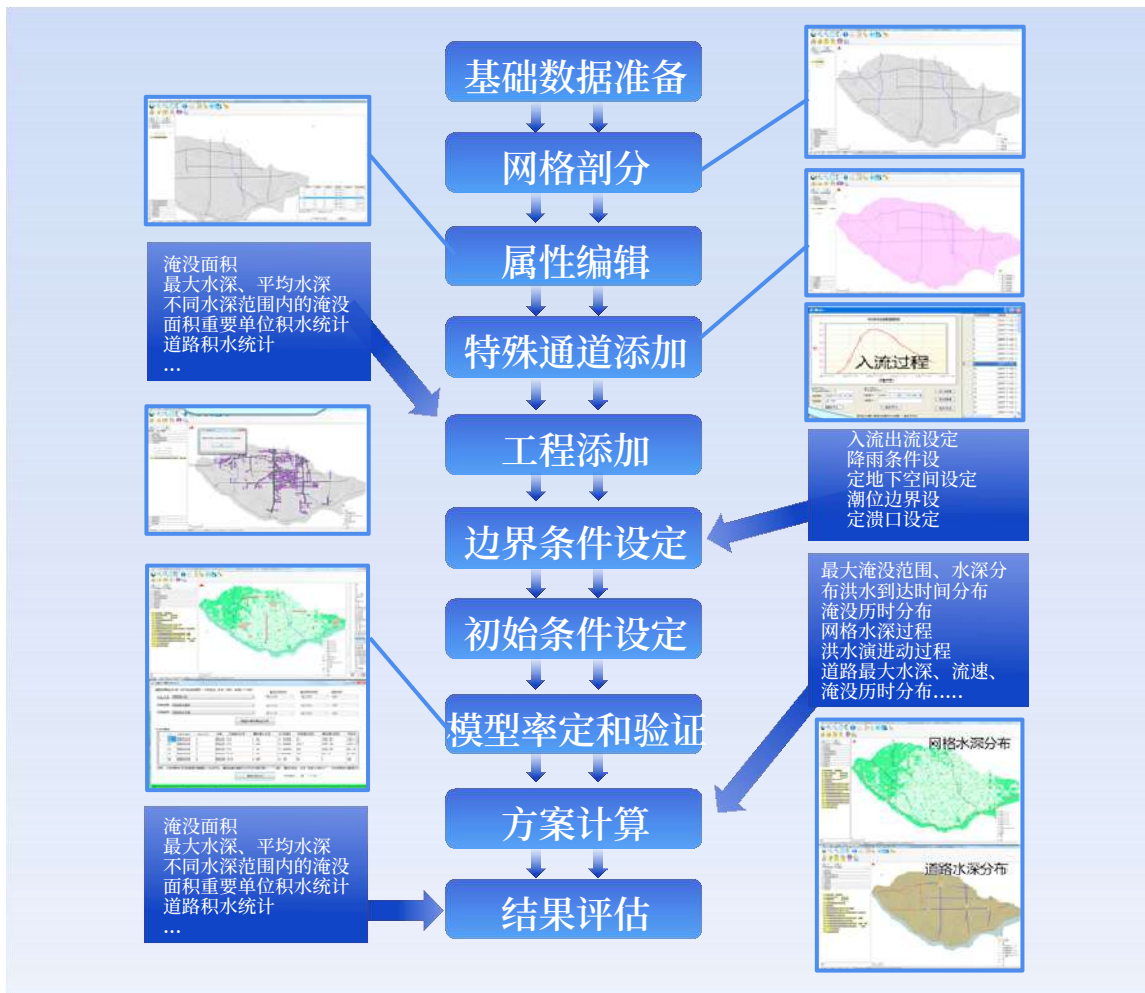 基础数据准备
网格剖分
属性编辑
特殊通道添加
工程添加
边界条件设定
初始条件设定
模型率定和验证
方案计算
结果评估
淹没面积
最大水深、平均水深
不同水深范围内的淹没
面积重要单位积水统计
道路积水统计
...
淹没面积
最大水深、平均水深
不同水深范围内的淹没
面积重要单位积水统计
道路积水统计
...
入流过程
入流出流设定
降雨条件设
定地下空间设定
潮位边界设
定溃口设定
最大淹没范围、水深分
布洪水到达时间分布
淹没历时分布
网格水深过程
洪水演进动过程
道路最大水深、流速、
淹没历时分布.....
网格水深分布
道路水深分布